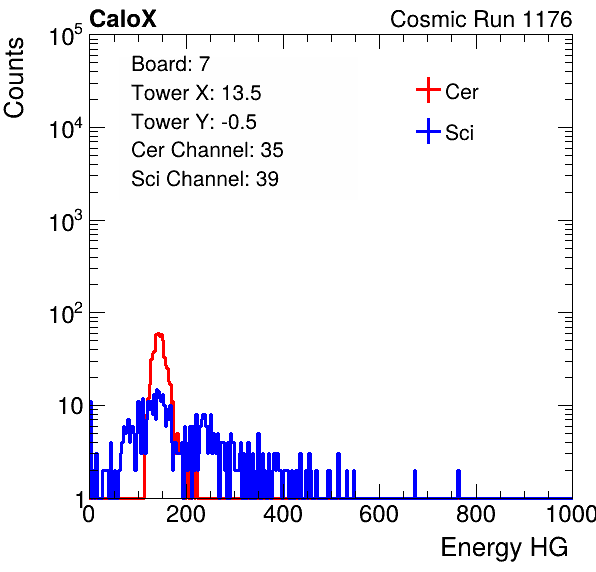 CaloX Cosmic Run 1176
Counts
10^5
10^4
10^3
10^2
10
1
Board: 7
Tower X: 13.5
Tower Y: -0.5
Cer Channel: 35
Sci Channel: 39
Cer
Sci
0 200 400 600 800 1000
Energy HG